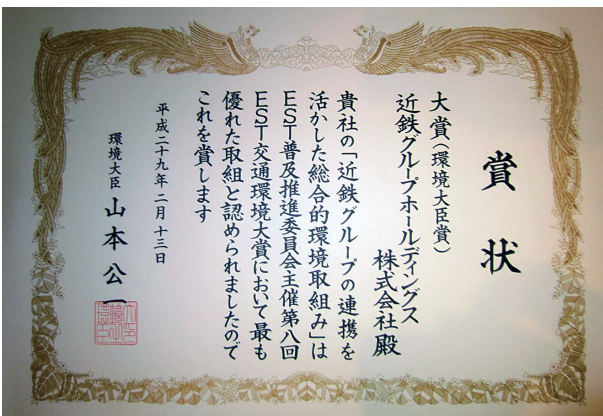 賞状
大賞（環境大臣賞）
近鉄グループホールディングス
株式会社殿
貴社の「近鉄グループの連携を
活かした総合的環境取組み」は
EST普及推進委員会主催第八回
EST交通環境大賞において最も
優れた取組と認められましたので
これを賞します
平成二十九年二月十三日
環境大臣 山本公一